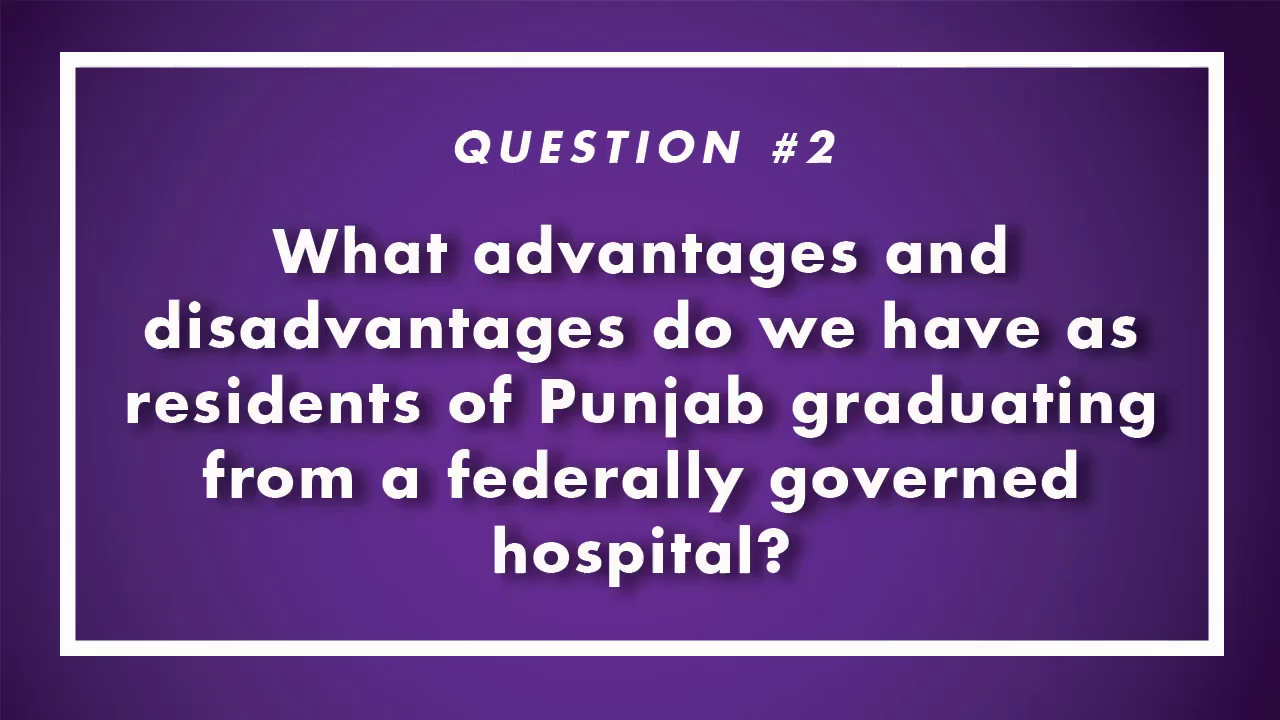 QUESTION #2
What advantages and
disadvantages do we have as
residents of Punjab graduating
from a federally governed
hospital?